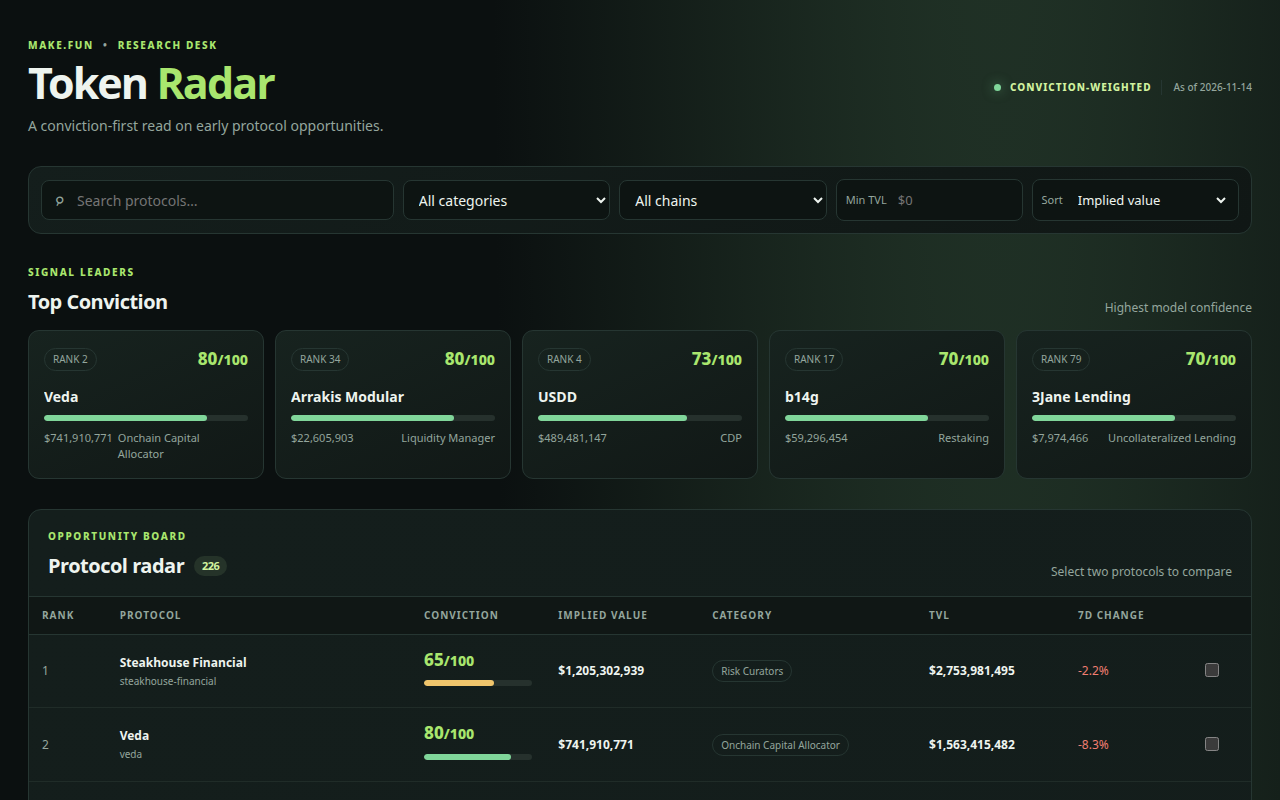 MAKE.FUN • RESEARCH DESK
Token Radar
A conviction-first read on early protocol opportunities.
CONVICTION-WEIGHTED As of 2026-11-14
Search protocols... All categories All chains Min TVL $0 Sort Implied value
SIGNAL LEADERS
Top Conviction
Highest model confidence
RANK 2 80/100
Veda
$741,910,771 Onchain Capital
Allocator
RANK 34 80/100
Arrakis Modular
$22,605,903 Liquidity Manager
RANK 4 73/100
USDD
$489,481,147 CDP
RANK 17 70/100
b14g
$59,296,454 Restaking
RANK 79 70/100
3Jane Lending
$7,974,466 Uncollateralized Lending
OPPORTUNITY BOARD
Protocol radar 226
Select two protocols to compare
RANK PROTOCOL CONVICTION IMPLIED VALUE CATEGORY TVL 7D CHANGE
1 Steakhouse Financial 65/100 $1,205,302,939 Risk Curators $2,753,981,495 -2.2%
steakhouse-financial
2 Veda 80/100 $741,910,771 Onchain Capital Allocator $1,563,415,482 -8.3%
veda